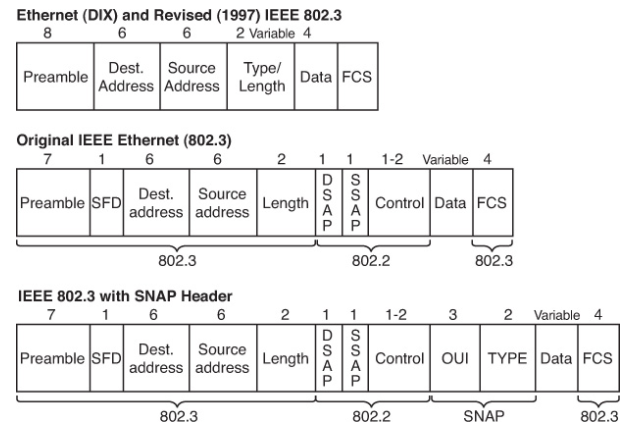 Ethernet (DIX) and Revised (1997) IEEE 802.3
8 6 6 2 Variable 4
Preamble Dest. Address Source Address Type/ Length Data FCS
Original IEEE Ethernet (802.3)
7 1 6 6 2 1 1 1-2 Variable 4
Preamble SFD Dest. address Source address Length DSAP SSAP Control Data FCS
802.3 802.2 802.3
IEEE 802.3 with SNAP Header
7 1 6 6 2 1 1 1-2 3 2 Variable 4
Preamble SFD Dest. address Source address Length DSAP SSAP Control OUI TYPE Data FCS
802.3 802.2 SNAP 802.3